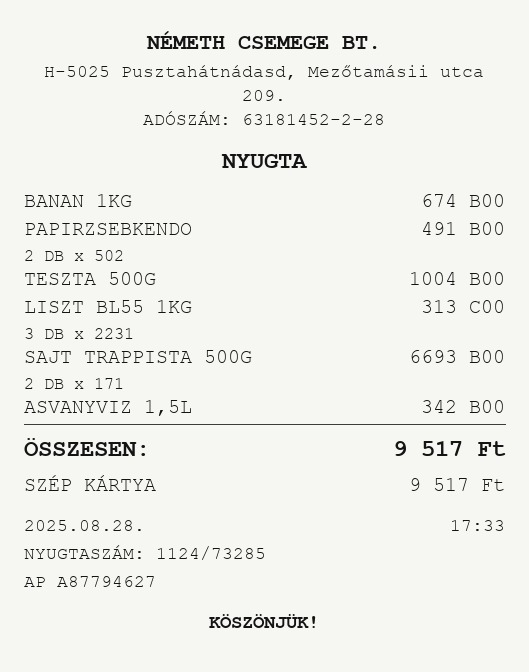 NÉMETH CSEMEGE BT.
H-5025 Pusztahátnádasd, Mezőtamásii utca
209.
ADÓSZÁM: 63181452-2-28
NYUGTA
BANAN 1KG 674 B00
PAPIRZSEBKENDO 491 B00
2 DB x 502
TESZTA 500G 1004 B00
LISZT BL55 1KG 313 C00
3 DB x 2231
SAJT TRAPPISTA 500G 6693 B00
2 DB x 171
ASVANYVIZ 1,5L 342 B00
ÖSSZESEN: 9 517 Ft
SZÉP KÁRTYA 9 517 Ft
2025.08.28. 17:33
NYUGTASZÁM: 1124/73285
AP A87794627
KÖSZÖNJÜK!